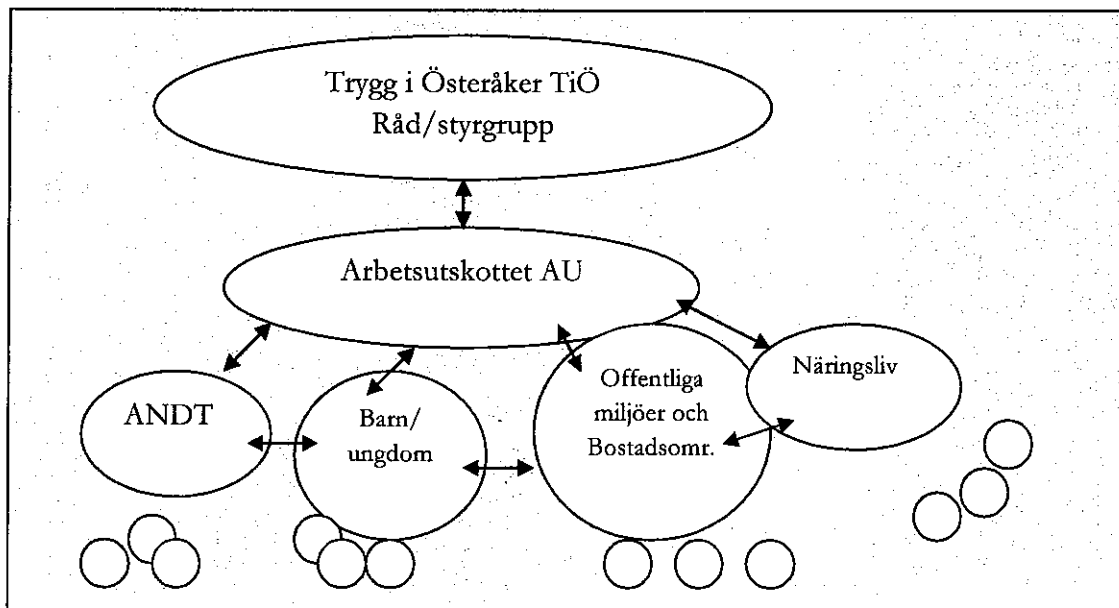 Trygg i Österåker TiÖ
Råd/styrgrupp
Arbetsutskottet AU
ANDT
Barn/
ungdom
Offentliga
miljöer och
Bostadsomr.
Näringsliv